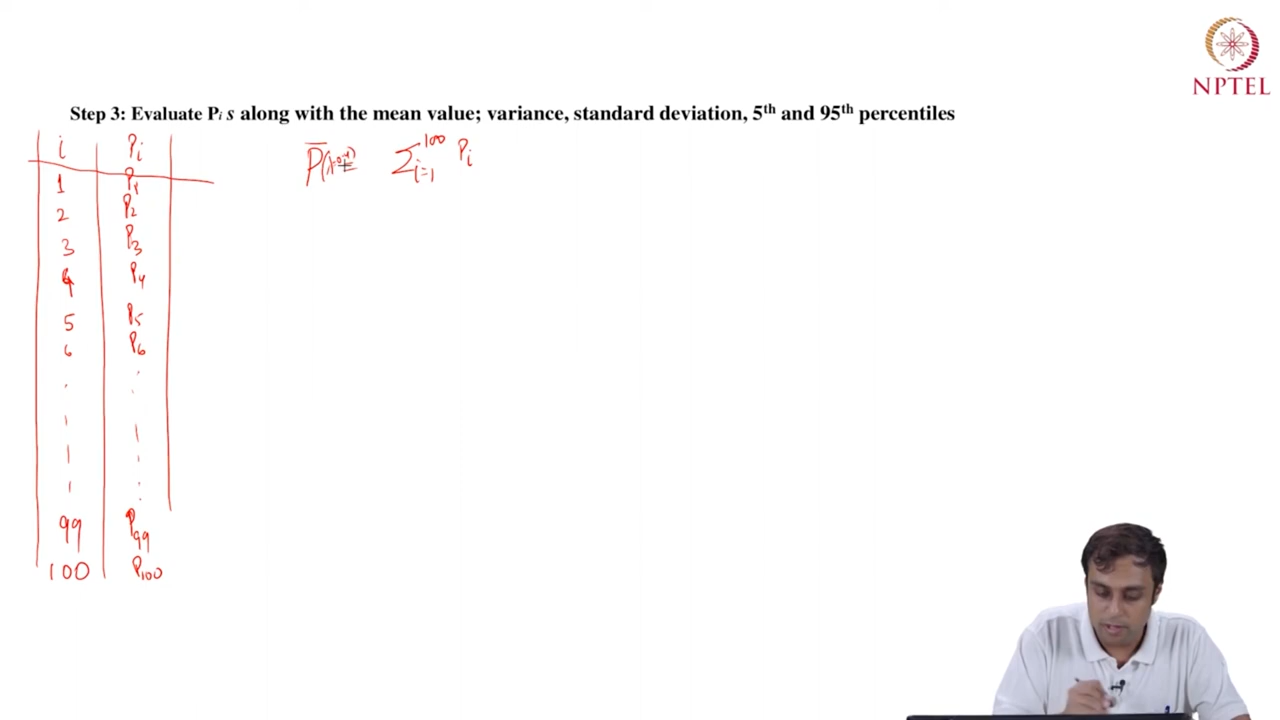 NPTEL
Step 3: Evaluate Pi s along with the mean value; variance, standard deviation, 5th and 95th percentiles
i Pi
1 P1
2 P2
3 P3
4 P4
5 P5
6 P6
99 P99
100 P100
P̄ = Σ i=1 100 Pi